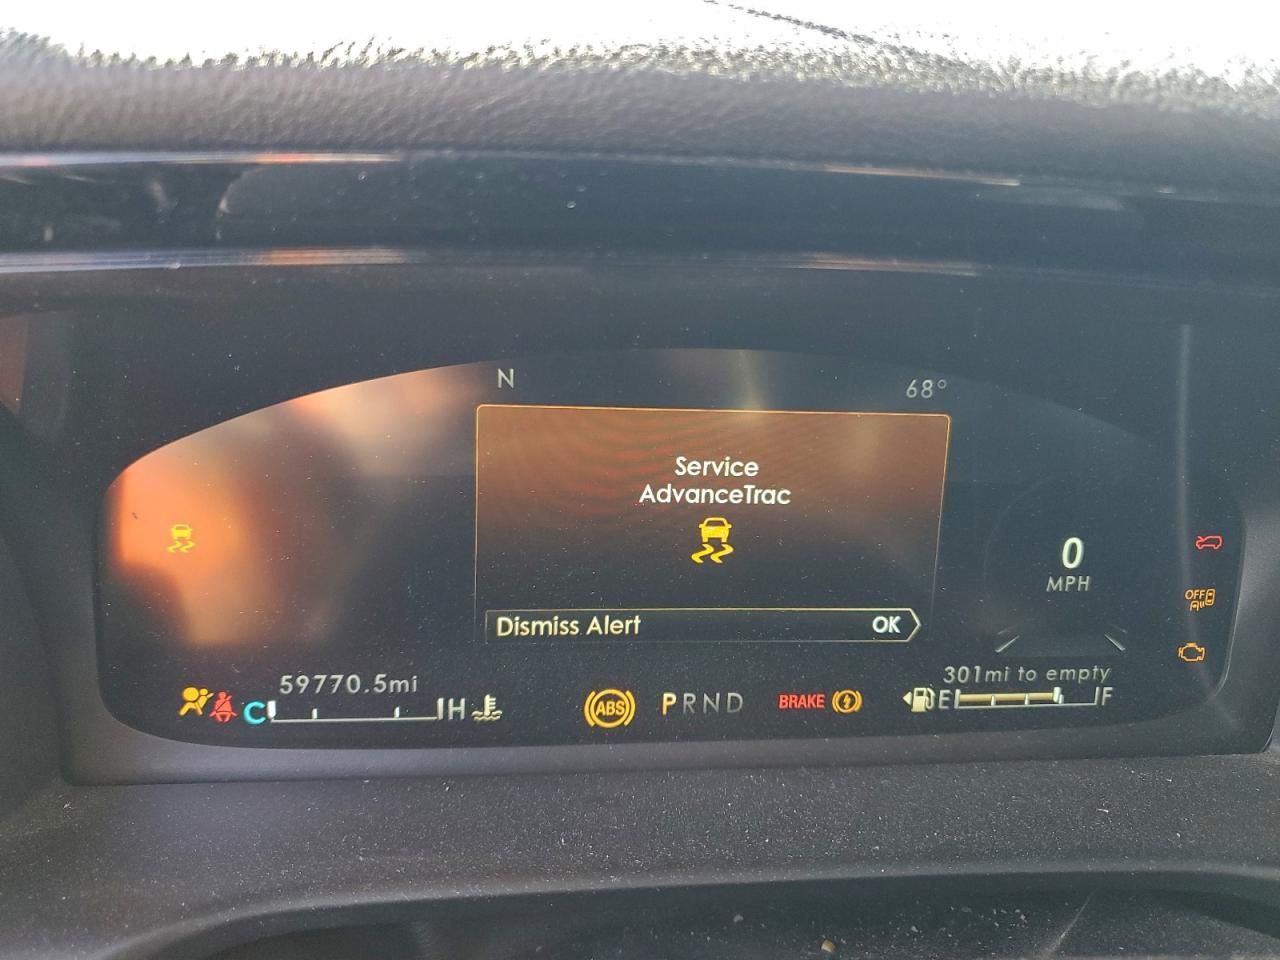 N
68°
Service
AdvanceTrac
Dismiss Alert OK
0
MPH
OFF
59770.5mi
301mi to empty
C H
ABS
PRND
BRAKE
E F